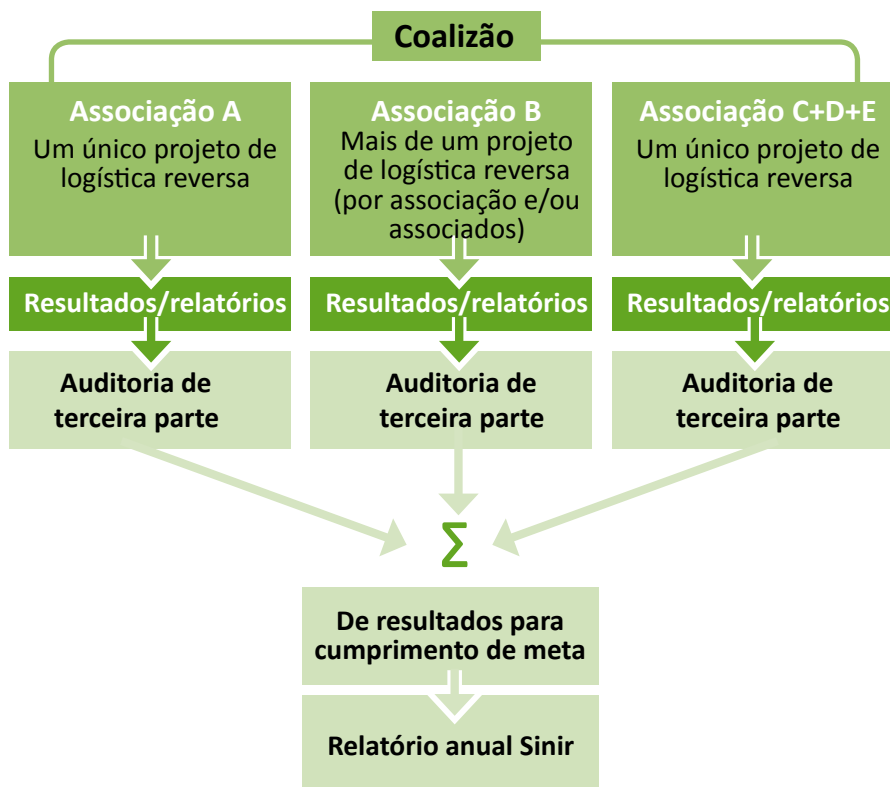 Coalizão
Associação A
Um único projeto de
logística reversa
Associação B
Mais de um projeto
de logística reversa
(por associação e/ou
associados)
Associação C+D+E
Um único projeto de
logística reversa
Resultados/relatórios
Resultados/relatórios
Resultados/relatórios
Auditoria de
terceira parte
Auditoria de
terceira parte
Auditoria de
terceira parte
Σ
De resultados para
cumprimento de meta
Relatório anual Sinir